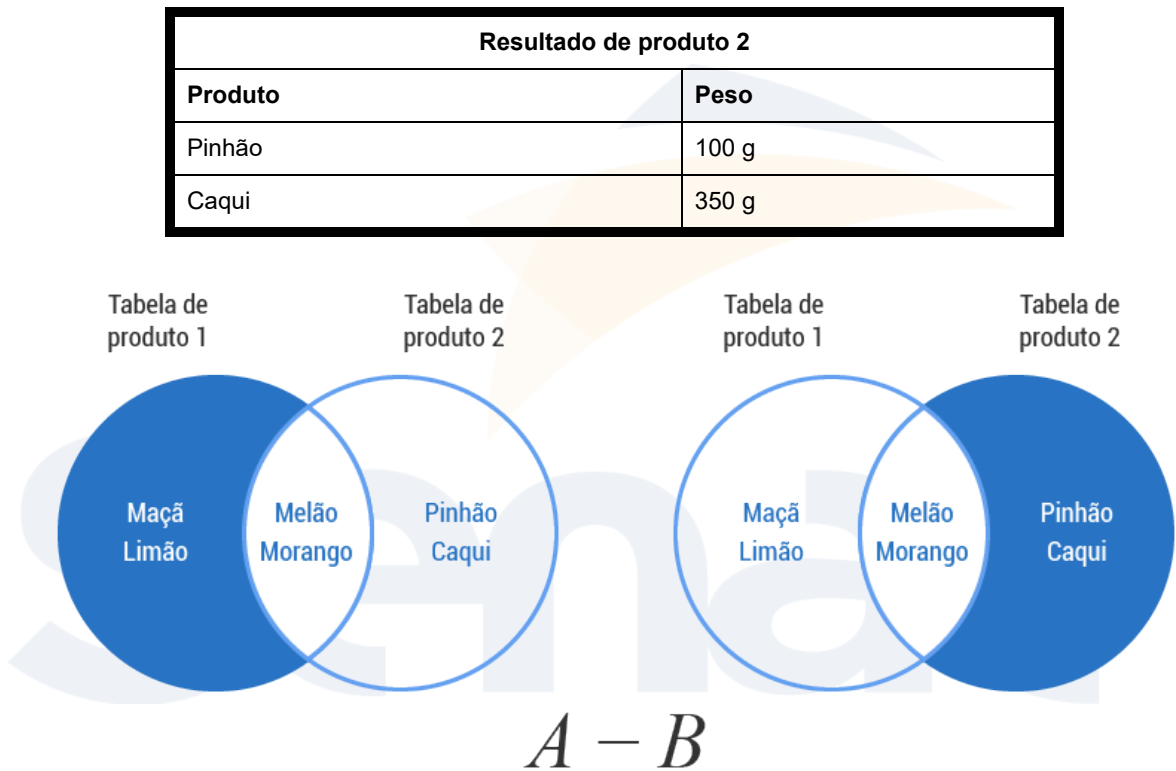 Resultado de produto 2
Produto Peso
Pinhão 100 g
Caqui 350 g
Tabela de produto 1
Tabela de produto 2
Tabela de produto 1
Tabela de produto 2
Maçã
Limão
Melão
Morango
Pinhão
Caqui
Maçã
Limão
Melão
Morango
Pinhão
Caqui
senac
A − B